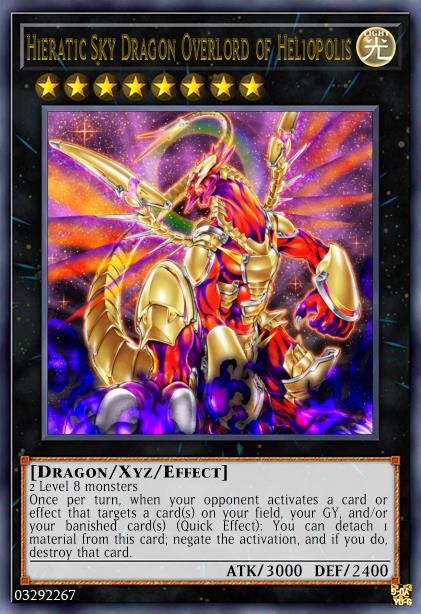 Hieratic Sky Dragon Overlord of Heliopolis
LIGHT
光
[Dragon/Xyz/Effect]
2 Level 8 monsters
Once per turn, when your opponent activates a card or
effect that targets a card(s) on your field, your GY, and/or
your banished card(s) (Quick Effect): You can detach 1
material from this card; negate the activation, and if you do,
destroy that card.
ATK/3000 DEF/2400
03292267